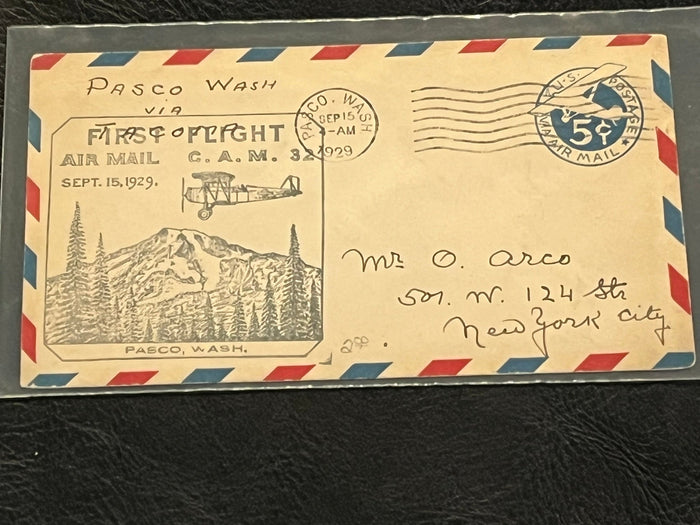 PASCO WASH
VIA
TACOMA
FIRST FLIGHT
AIR MAIL C. A. M. 32
SEPT. 15, 1929.
PASCO, WASH.
PASCO. WASH
SEP 15
-AM
1929
U.S. POSTAGE
5¢
VIA AIR MAIL
Mr. O. Arco
501. W. 124 Str
New York City